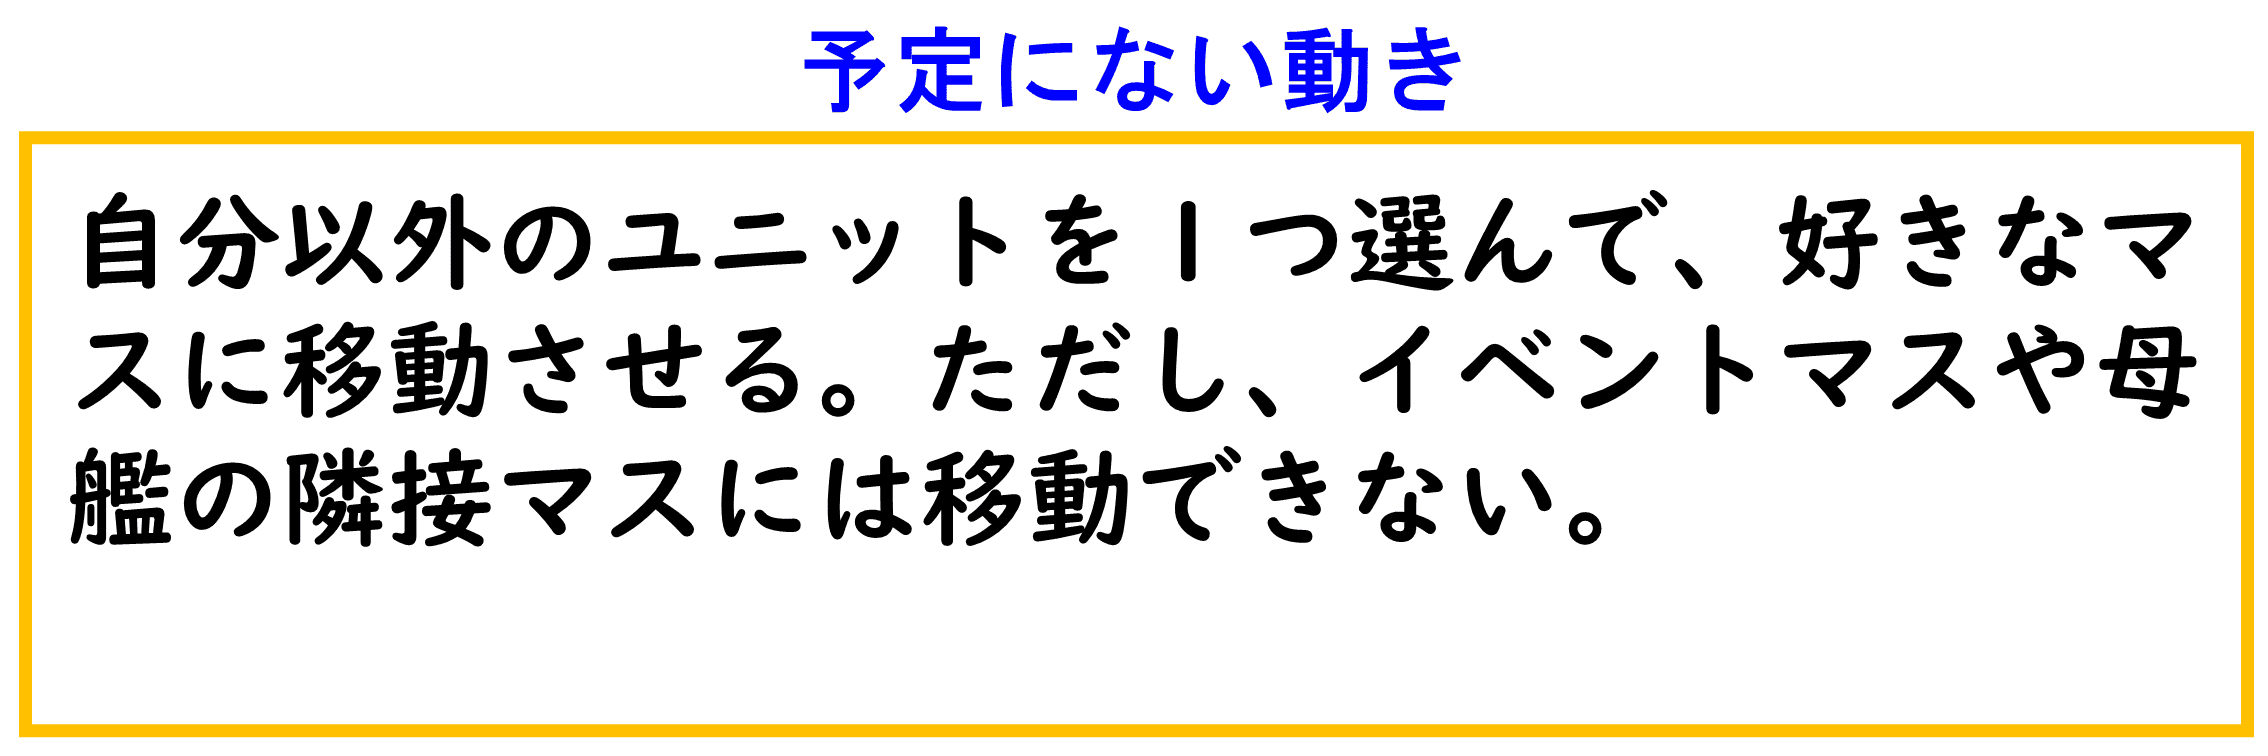 予定にない動き
自分以外のユニットを１つ選んで、好きなマ
スに移動させる。ただし、イベントマスや母
艦の隣接マスには移動できない。